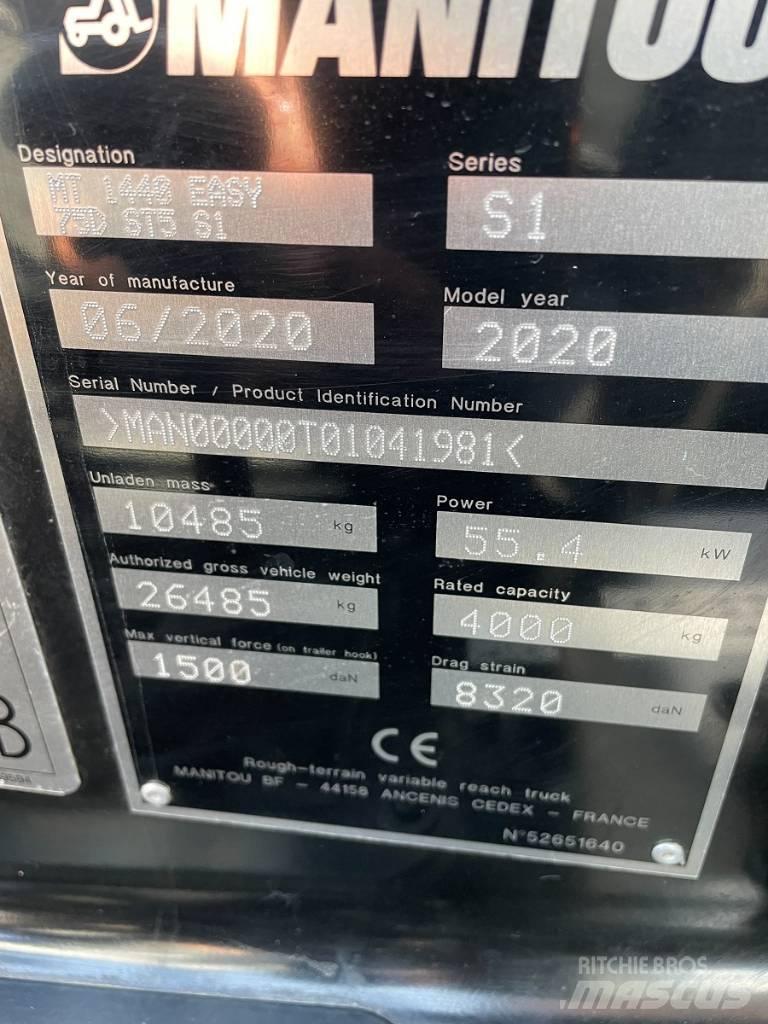 MANITOU
Designation
MT 1440 EASY
75D ST5 S1
Series
S1
Year of manufacture
06/2020
Model year
2020
Serial Number / Product Identification Number
>MAN00000T01041981<
Unladen mass
10485 kg
Power
55.4 kW
Authorized gross vehicle weight
26485 kg
Rated capacity
4000 kg
Max vertical force (on trailer hook)
1500 daN
Drag strain
8320 daN
CE
Rough-terrain variable reach truck
MANITOU BF - 44158 ANCENIS CEDEX - FRANCE
N°52651640
B
RITCHIE BROS.
mascus